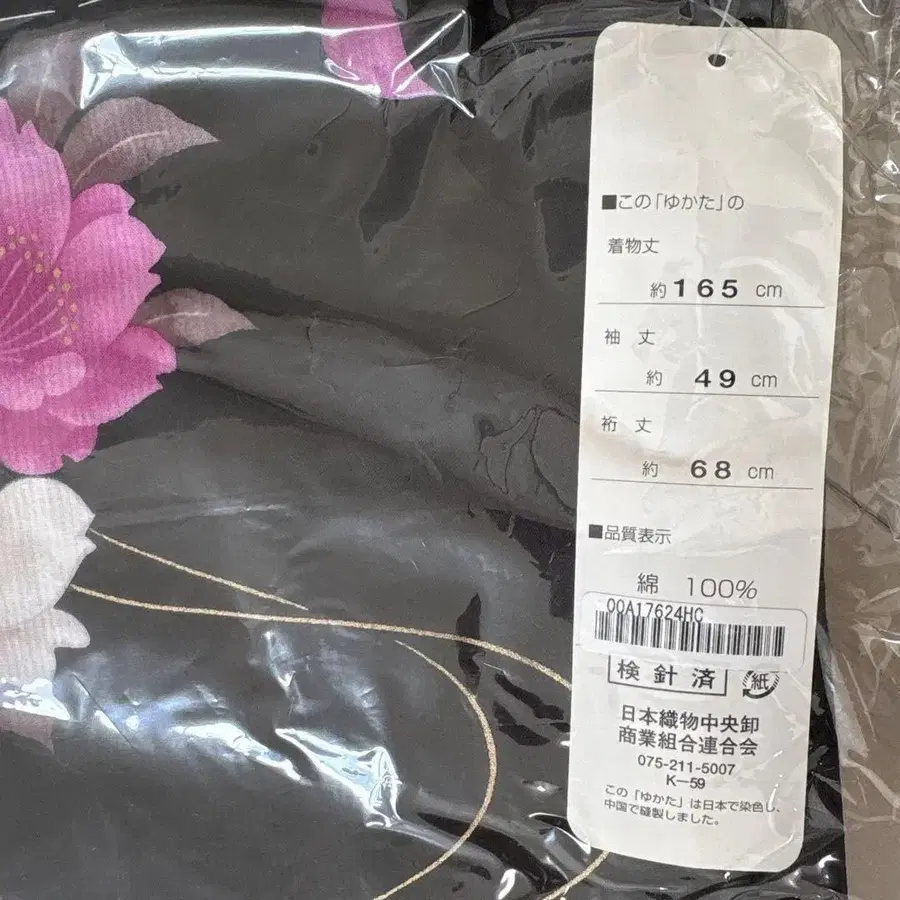 ■この「ゆかた」の
着物丈
約165 cm
袖 丈
約 49 cm
裄 丈
約 68 cm
■品質表示
綿 100%
00A17624HC
検 針 済
紙
日本織物中央卸
商業組合連合会
075-211-5007
K-59
この「ゆかた」は日本で染色し、
中国で縫製しました。